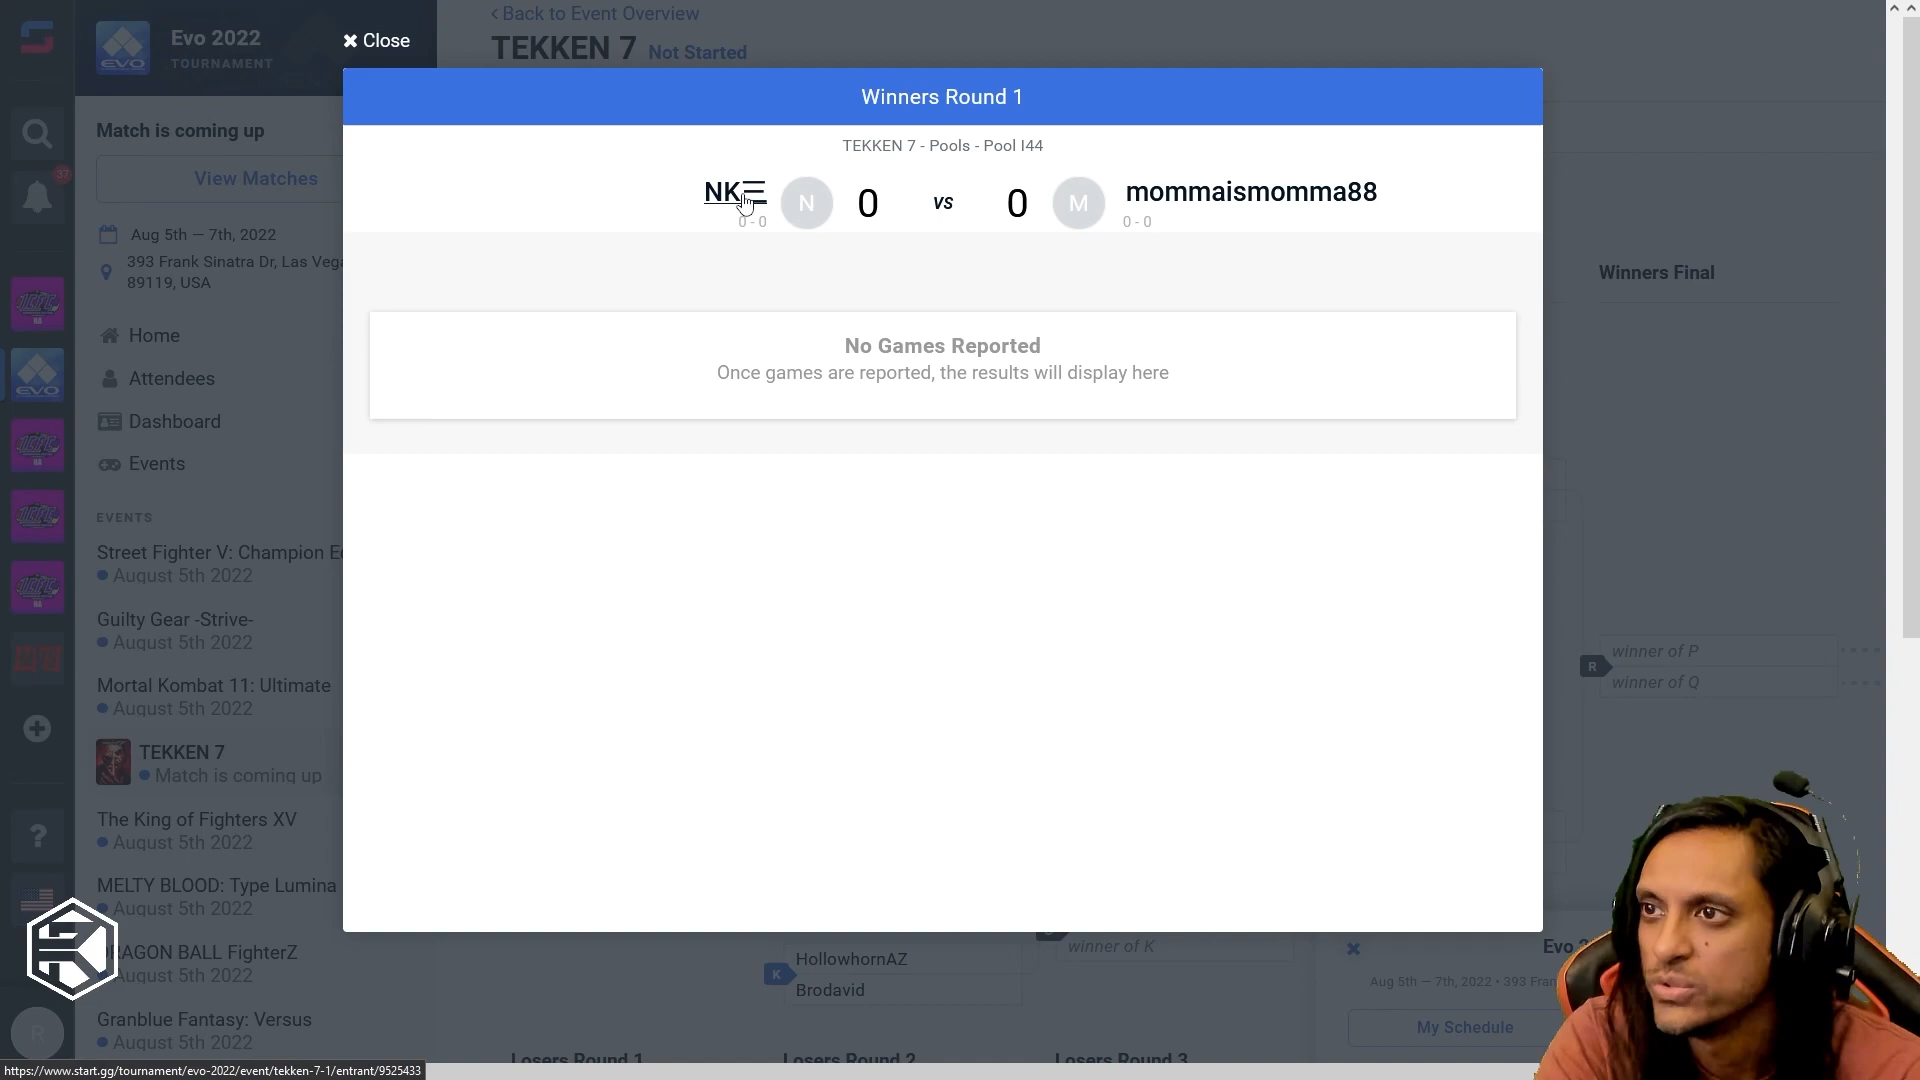 Evo 2022
TOURNAMENT
Close
Back to Event Overview
TEKKEN 7 Not Started
Winners Round 1
TEKKEN 7 - Pools - Pool I44
NKΞ
0 - 0
N
0
vs
0
M
mommaismomma88
0 - 0
No Games Reported
Once games are reported, the results will display here
Match is coming up
View Matches
37
Aug 5th — 7th, 2022
393 Frank Sinatra Dr, Las Vega
89119, USA
Home
Attendees
Dashboard
Events
EVENTS
Street Fighter V: Champion E
August 5th 2022
Guilty Gear -Strive-
August 5th 2022
Mortal Kombat 11: Ultimate
August 5th 2022
TEKKEN 7
Match is coming up
The King of Fighters XV
August 5th 2022
MELTY BLOOD: Type Lumina
August 5th 2022
RAGON BALL FighterZ
August 5th 2022
Granblue Fantasy: Versus
August 5th 2022
EVO
EVO
?
R
Winners Final
R
winner of P
winner of Q
winner of K
K
HollowhornAZ
Brodavid
Losers Round 1
Losers Round 2
Losers Round 3
Evo 2
Aug 5th — 7th, 2022 • 393 Fran
My Schedule
https://www.start.gg/tournament/evo-2022/event/tekken-7-1/entrant/9525433